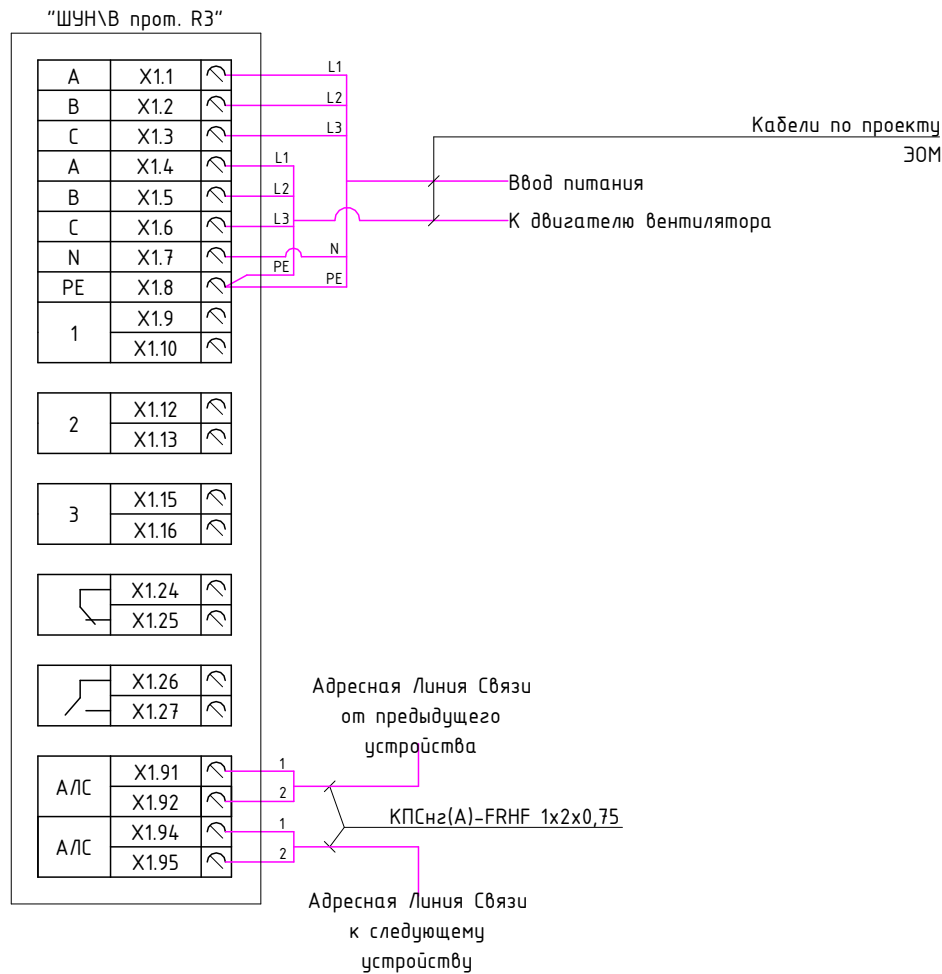 "ШУН\В прот. R3"
A X1.1 L1
B X1.2 L2
C X1.3 L3
A X1.4 L1
B X1.5 L2
C X1.6 L3
N X1.7 N
PE X1.8 PE PE
1 X1.9
X1.10
Кабели по проекту
ЭОМ
Ввод питания
К двигателю вентилятора
2 X1.12
X1.13
3 X1.15
X1.16
X1.24
X1.25
X1.26
X1.27
Адресная Линия Связи
от предыдущего
устройства
АЛС X1.91 1
X1.92 2
АЛС X1.94 1
X1.95 2
КПСнг(А)-FRHF 1x2x0,75
Адресная Линия Связи
к следующему
устройству